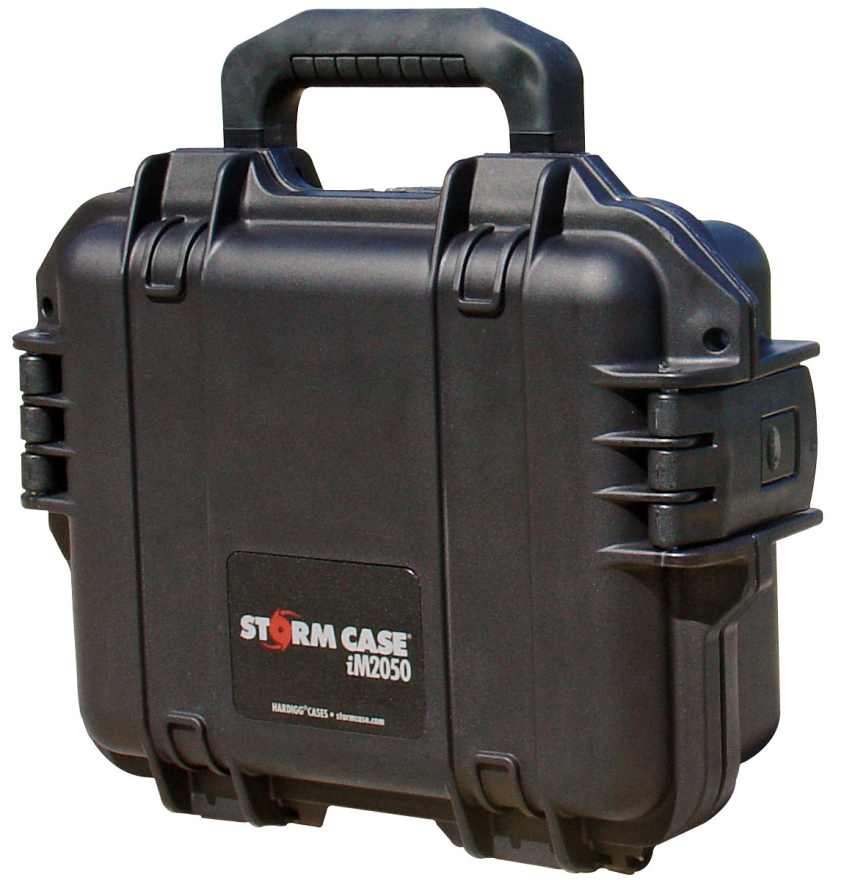 STORM CASE®
iM2050
HARDIGG® CASES • stormcase.com